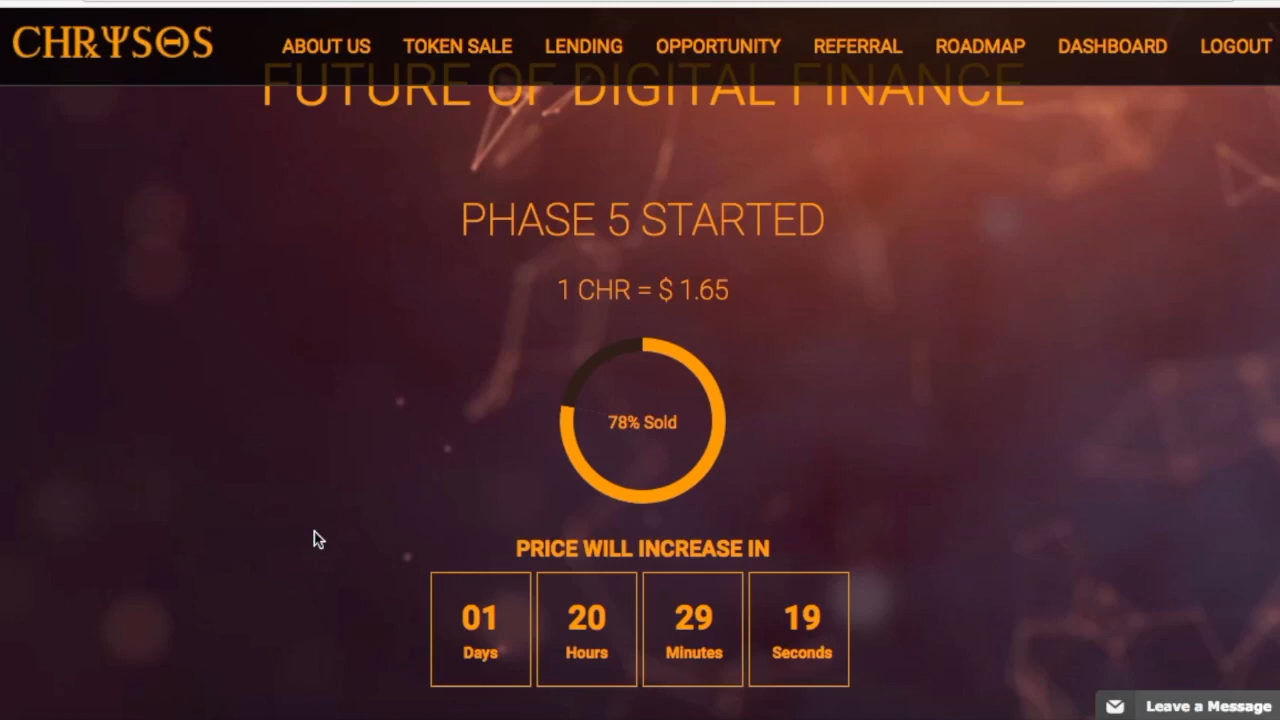 CHRYSOS
ABOUT US TOKEN SALE LENDING OPPORTUNITY REFERRAL ROADMAP DASHBOARD LOGOUT
FUTURE OF DIGITAL FINANCE
PHASE 5 STARTED
1 CHR = $ 1.65
78% Sold
PRICE WILL INCREASE IN
01 20 29 19
Days Hours Minutes Seconds
Leave a Message